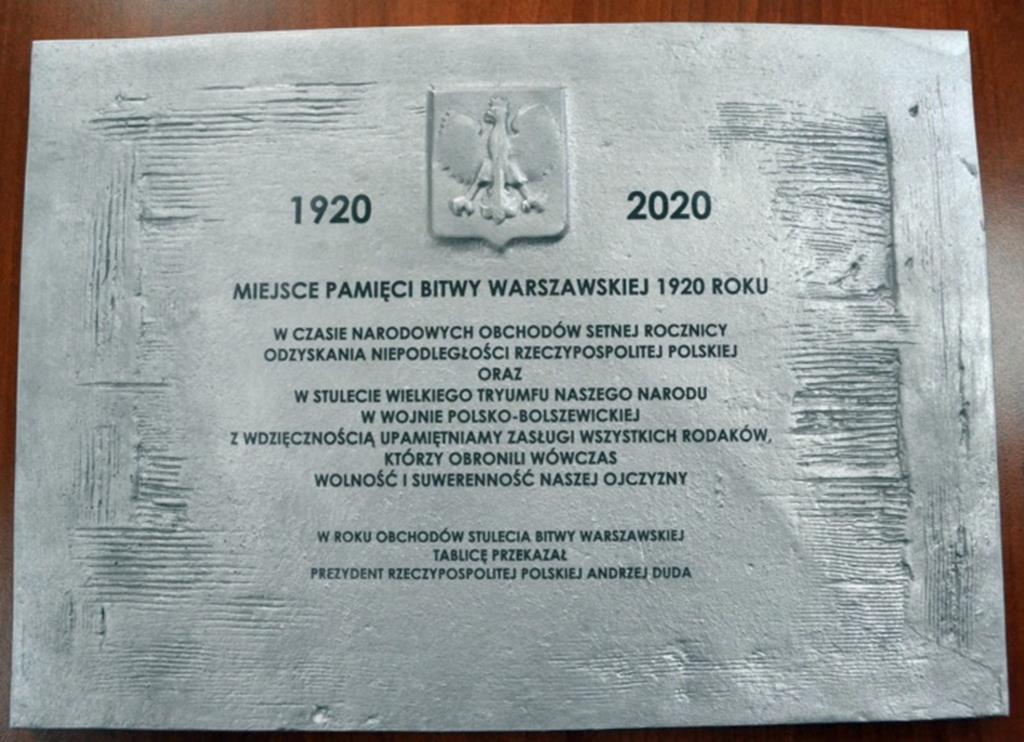 1920 2020
MIEJSCE PAMIĘCI BITWY WARSZAWSKIEJ 1920 ROKU
W CZASIE NARODOWYCH OBCHODÓW SETNEJ ROCZNICY
ODZYSKANIA NIEPODLEGŁOŚCI RZECZYPOSPOLITEJ POLSKIEJ
ORAZ
W STULECIE WIELKIEGO TRYUMFU NASZEGO NARODU
W WOJNIE POLSKO-BOLSZEWICKIEJ
Z WDZIĘCZNOŚCIĄ UPAMIĘTNIAMY ZASŁUGI WSZYSTKICH RODAKÓW,
KTÓRZY OBRONILI WÓWCZAS
WOLNOŚĆ I SUWERENNOŚĆ NASZEJ OJCZYZNY
W ROKU OBCHODÓW STULECIA BITWY WARSZAWSKIEJ
TABLICĘ PRZEKAZAŁ
PREZYDENT RZECZYPOSPOLITEJ POLSKIEJ ANDRZEJ DUDA